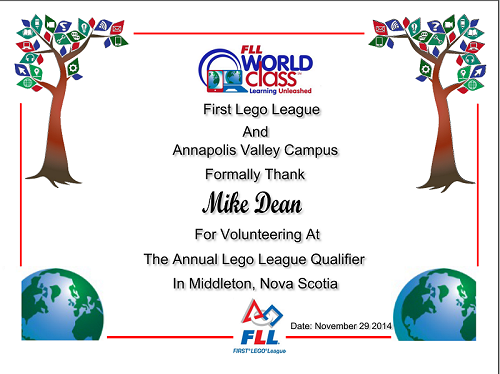 FLL
WORLD
CLASS
Learning Unleashed
First Lego League
And
Annapolis Valley Campus
Formally Thank
Mike Dean
For Volunteering At
The Annual Lego League Qualifier
In Middleton, Nova Scotia
FLL
Date: November 29 2014
FIRST LEGO League